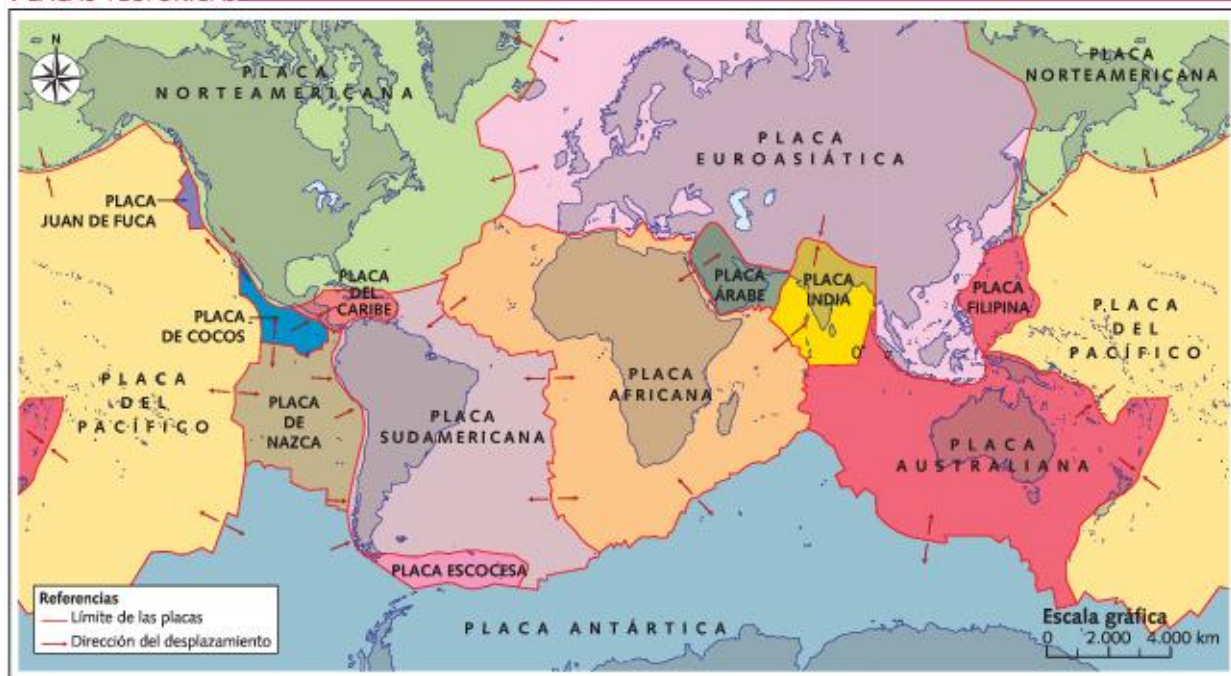 N
PLACA
NORTEAMERICANA
PLACA
NORTEAMERICANA
PLACA
EUROASIÁTICA
PLACA
JUAN DE FUCA
PLACA
DEL
CARIBE
PLACA
ÁRABE
PLACA
INDIA
PLACA
FILIPINA
PLACA
DE COCOS
0°
PLACA
DEL
PACÍFICO
PLACA
DEL
PACÍFIGO
PLACA
DE
NAZCA
PLACA
SUDAMERICANA
PLACA
AFRICANA
PLACA
AUSTRALIANA
PLACA ESCOCESA
PLACA ANTÁRTICA
Referencias
Límite de las placas
Dirección del desplazamiento
Escala gráfica
0 2.000 4.000 km